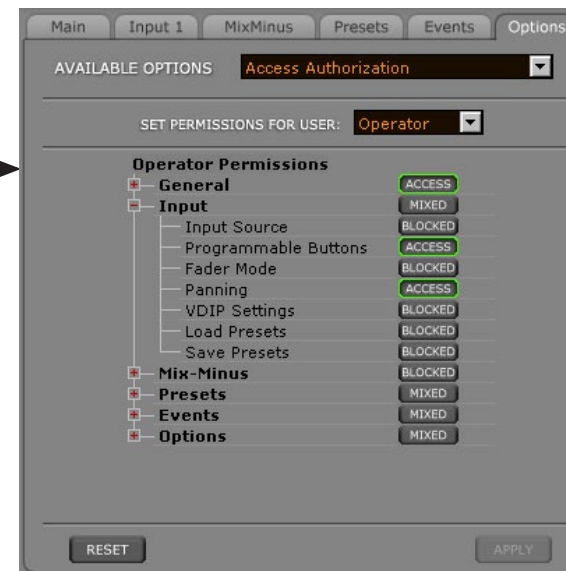 Main Input 1 MixMinus Presets Events Options
AVAILABLE OPTIONS Access Authorization
SET PERMISSIONS FOR USER: Operator
Operator Permissions
General ACCESS
Input MIXED
Input Source BLOCKED
Programmable Buttons ACCESS
Fader Mode BLOCKED
Panning ACCESS
VDIP Settings BLOCKED
Load Presets BLOCKED
Save Presets BLOCKED
Mix-Minus BLOCKED
Presets MIXED
Events MIXED
Options MIXED
RESET APPLY